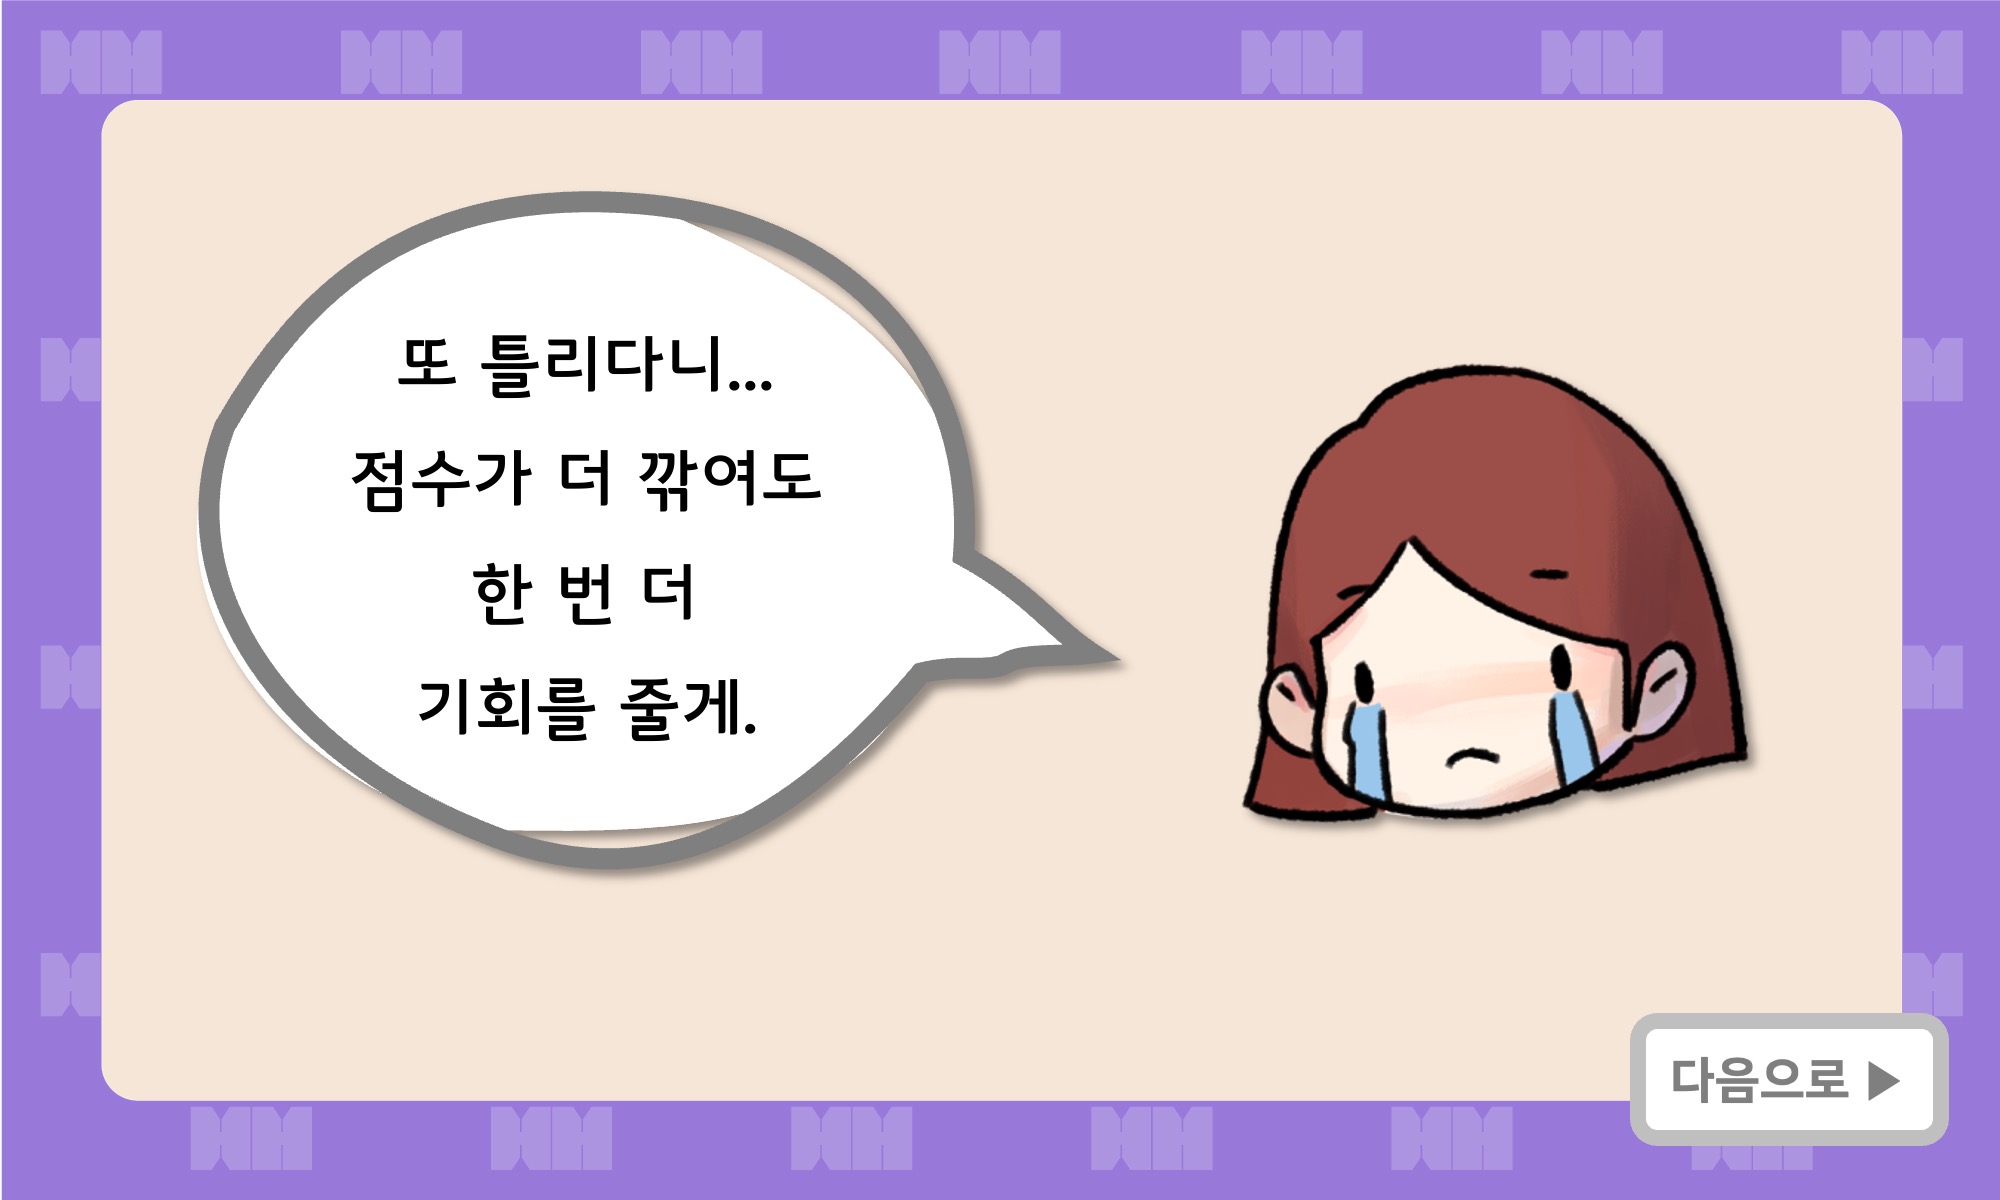 또 틀리다니...
점수가 더 깎여도
한 번 더
기회를 줄게.
다음으로 ▶